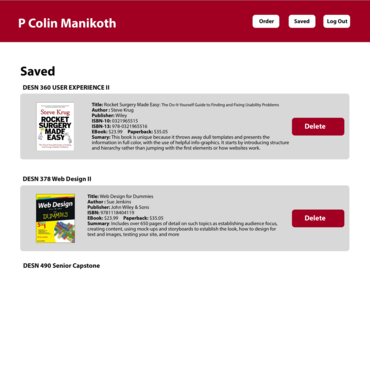 P Colin Manikoth
Order
Saved
Log Out
Saved
DESN 360 USER EXPERIENCE II
Steve Krug
ROCKET
SURGERY
MADE
EASY
Title: Rocket Surgery Made Easy: The Do-It-Yourself Guide to Finding and Fixing Usability Problems
Author : Steve Krug
Publisher: Wiley
ISBN-10: 0321965515
ISBN-13: 978-0321965516
EBook: $23.99 Paperback: $35.05
Sumary: This book is unique because it throws away dull templates and presents the
information in full color, with the use of helpful info-graphics. It starts by introducing structure
and hierarchy rather than jumping with the first elements or how websites work.
Delete
DESN 378 Web Design II
Web Design
DUMMIES
Title: Web Design for Dummies
Author : Sue Jenkins
Publisher: John Wiley & Sons
ISBN: 9781118404119
EBook: $23.99 Paperback: $35.05
Summary: Includes over 650 pages of detail on such topics as establishing audience focus,
creating content, using mock-ups and storyboards to establish the look, how to design for
text and images, testing your site, and more
Delete
DESN 490 Senior Capstone